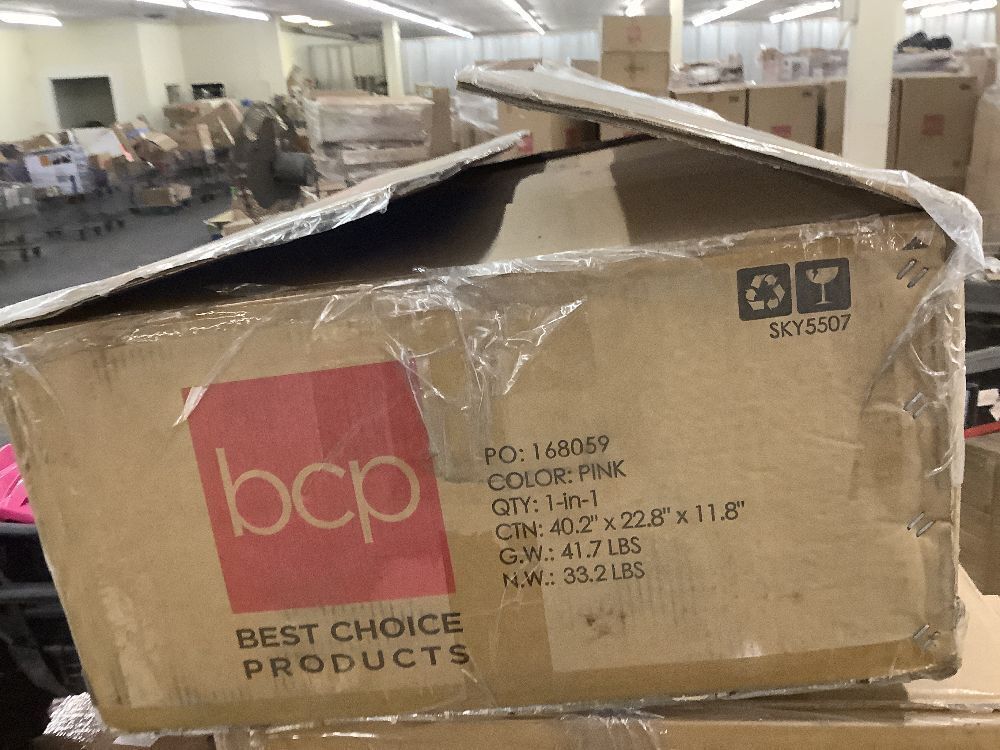 bcp
SKY5507
bcp
PO: 168059
COLOR: PINK
QTY: 1-in-1
CTN: 40.2" x 22.8" x 11.8"
G.W.: 41.7 LBS
N.W.: 33.2 LBS
BEST CHOICE
PRODUCTS